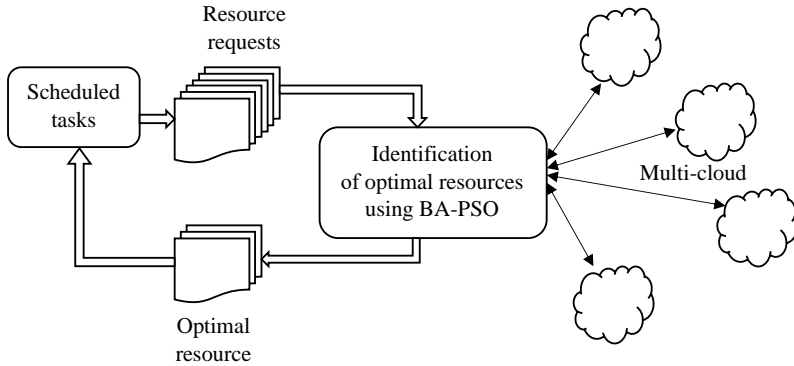 Resource
requests
Scheduled
tasks
Identification
of optimal resources
using BA-PSO
Multi-cloud
Optimal
resource